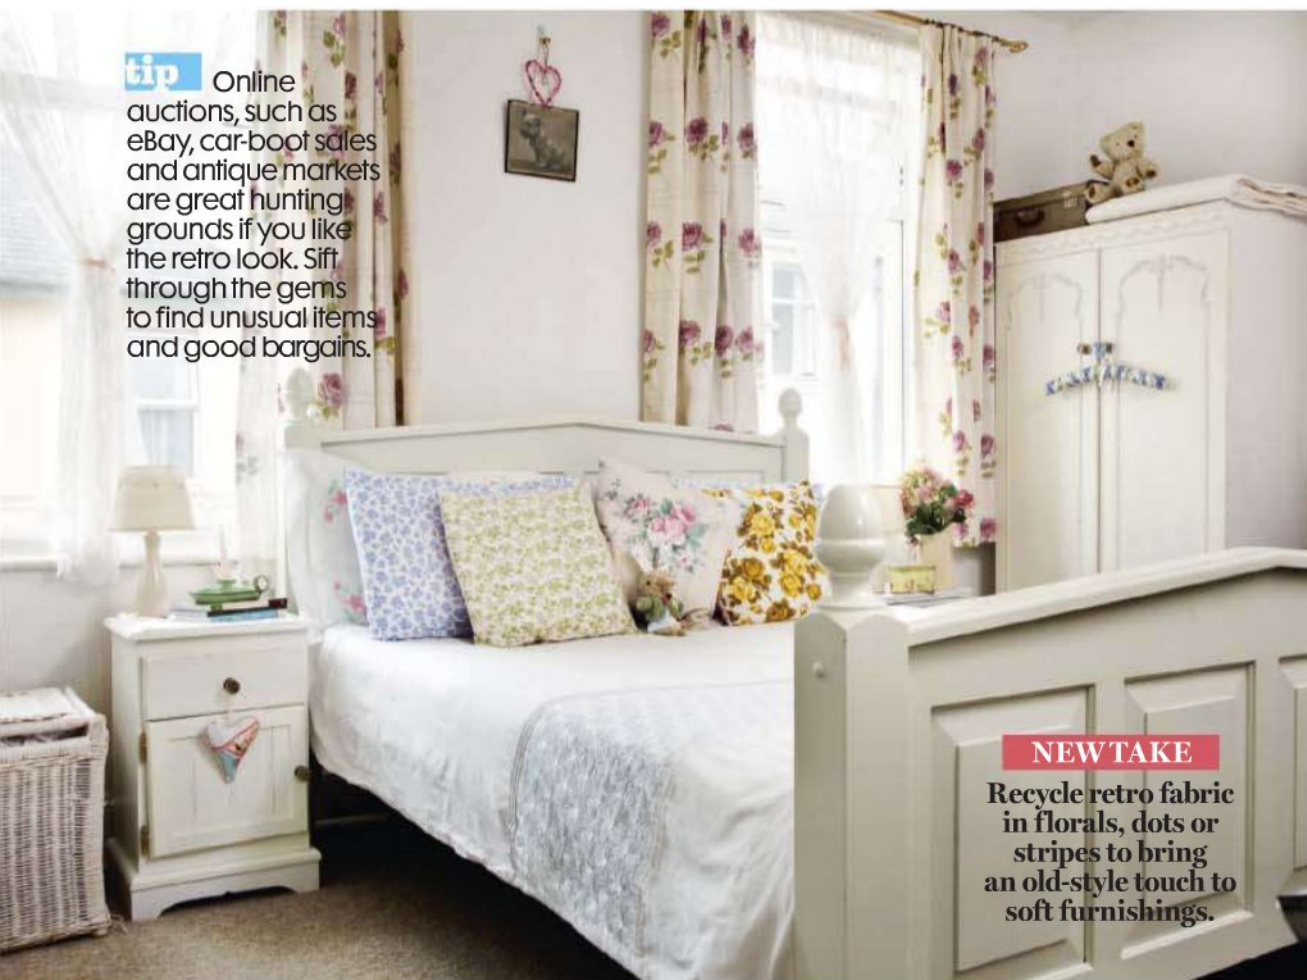 tip Online
auctions, such as
eBay, car-boot sales
and antique markets
are great hunting
grounds if you like
the retro look. Sift
through the gems
to find unusual items
and good bargains.
NEW TAKE
Recycle retro fabric
in florals, dots or
stripes to bring
an old-style touch to
soft furnishings.